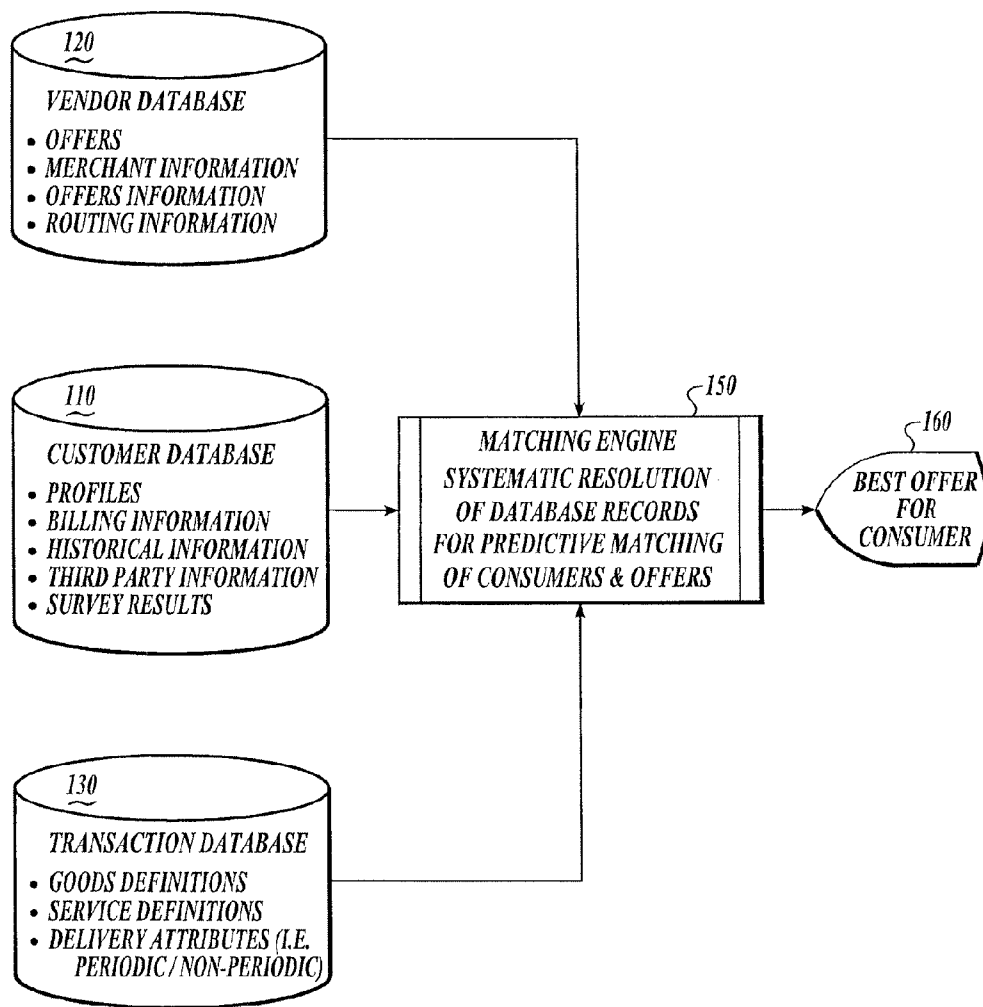 120
VENDOR DATABASE
• OFFERS
• MERCHANT INFORMATION
• OFFERS INFORMATION
• ROUTING INFORMATION
110
CUSTOMER DATABASE
• PROFILES
• BILLING INFORMATION
• HISTORICAL INFORMATION
• THIRD PARTY INFORMATION
• SURVEY RESULTS
150
MATCHING ENGINE
SYSTEMATIC RESOLUTION
OF DATABASE RECORDS
FOR PREDICTIVE MATCHING
OF CONSUMERS & OFFERS
160
BEST OFFER
FOR
CONSUMER
130
TRANSACTION DATABASE
• GOODS DEFINITIONS
• SERVICE DEFINITIONS
• DELIVERY ATTRIBUTES (I.E.
PERIODIC / NON-PERIODIC)